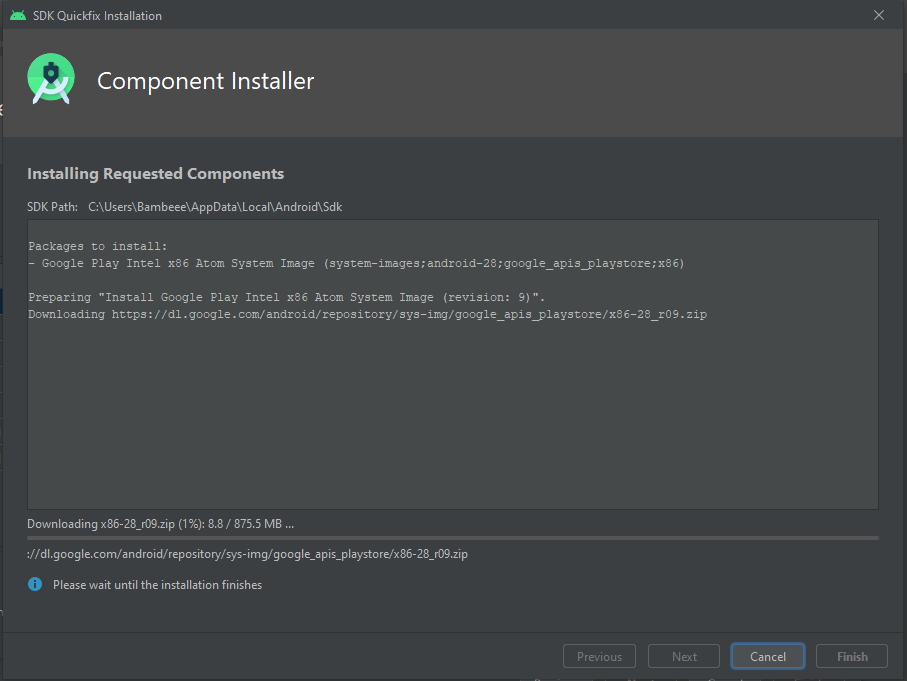 SDK Quickfix Installation
Component Installer
Installing Requested Components
SDK Path: C:\Users\Bambeee\AppData\Local\Android\Sdk
Packages to install:
- Google Play Intel x86 Atom System Image (system-images;android-28;google_apis_playstore;x86)
Preparing "Install Google Play Intel x86 Atom System Image (revision: 9)".
Downloading https://dl.google.com/android/repository/sys-img/google_apis_playstore/x86-28_r09.zip
Downloading x86-28_r09.zip (1%): 8.8 / 875.5 MB ...
://dl.google.com/android/repository/sys-img/google_apis_playstore/x86-28_r09.zip
Please wait until the installation finishes
Previous Next Cancel Finish